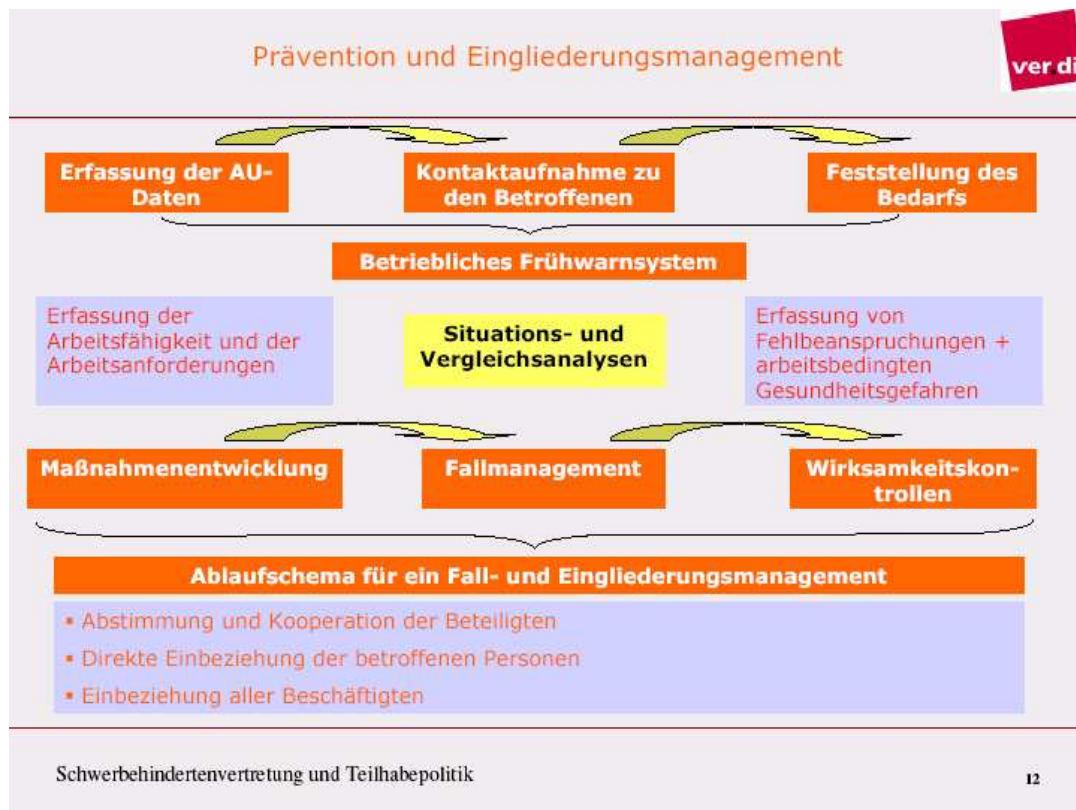 Prävention und Eingliederungsmanagement
ver.di
Erfassung der AU-
Daten
Kontaktaufnahme zu
den Betroffenen
Feststellung des
Bedarfs
Betriebliches Frühwarnsystem
Erfassung der
Arbeitsfähigkeit und der
Arbeitsanforderungen
Situations- und
Vergleichsanalysen
Erfassung von
Fehlbeanspruchungen +
arbeitsbedingten
Gesundheitsgefahren
Maßnahmenentwicklung
Fallmanagement
Wirksamkeitskon-
trollen
Ablaufschema für ein Fall- und Eingliederungsmanagement
▪ Abstimmung und Kooperation der Beteiligten
▪ Direkte Einbeziehung der betroffenen Personen
▪ Einbeziehung aller Beschäftigten
Schwerbehindertenvertretung und Teilhabepolitik
12